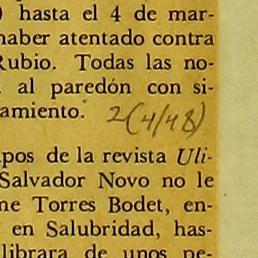 ) hasta el 4 de mar-
haber atentado contra
Rubio. Todas las no-
al paredón con si-
amiento. 2(4/48)
pos de la revista Uli-
Salvador Novo no le
me Torres Bodet, en-
en Salubridad, has-
librara de unos pe-